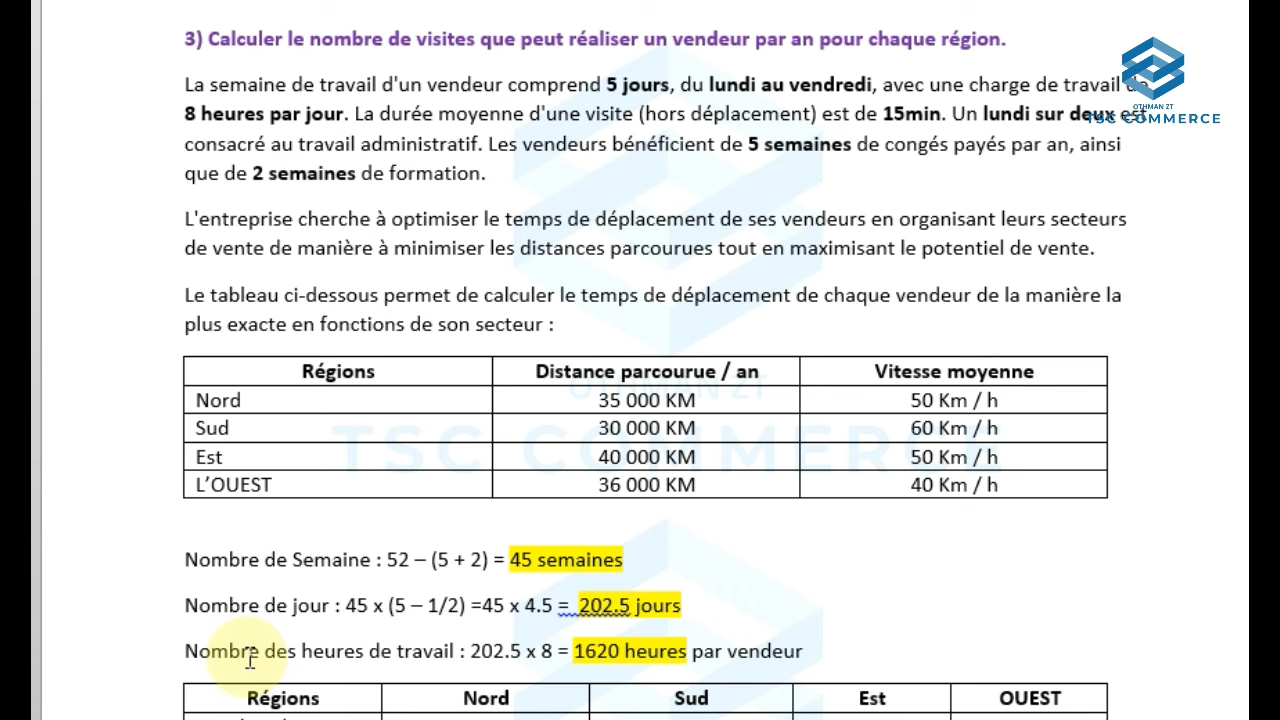 3) Calculer le nombre de visites que peut réaliser un vendeur par an pour chaque région.
La semaine de travail d'un vendeur comprend 5 jours, du lundi au vendredi, avec une charge de travail de
8 heures par jour. La durée moyenne d'une visite (hors déplacement) est de 15min. Un lundi sur deux est
consacré au travail administratif. Les vendeurs bénéficient de 5 semaines de congés payés par an, ainsi
que de 2 semaines de formation.
L'entreprise cherche à optimiser le temps de déplacement de ses vendeurs en organisant leurs secteurs
de vente de manière à minimiser les distances parcourues tout en maximisant le potentiel de vente.
Le tableau ci-dessous permet de calculer le temps de déplacement de chaque vendeur de la manière la
plus exacte en fonctions de son secteur :
Régions Distance parcourue / an Vitesse moyenne
Nord 35 000 KM 50 Km / h
Sud 30 000 KM 60 Km / h
Est 40 000 KM 50 Km / h
L’OUEST 36 000 KM 40 Km / h
Nombre de Semaine : 52 – (5 + 2) = 45 semaines
Nombre de jour : 45 x (5 – 1/2) =45 x 4.5 = 202.5 jours
Nombre des heures de travail : 202.5 x 8 = 1620 heures par vendeur
Régions Nord Sud Est OUEST
OTHMAN ZT
TSC COMMERCE
OTHMAN ZT
TSC COMMERCE